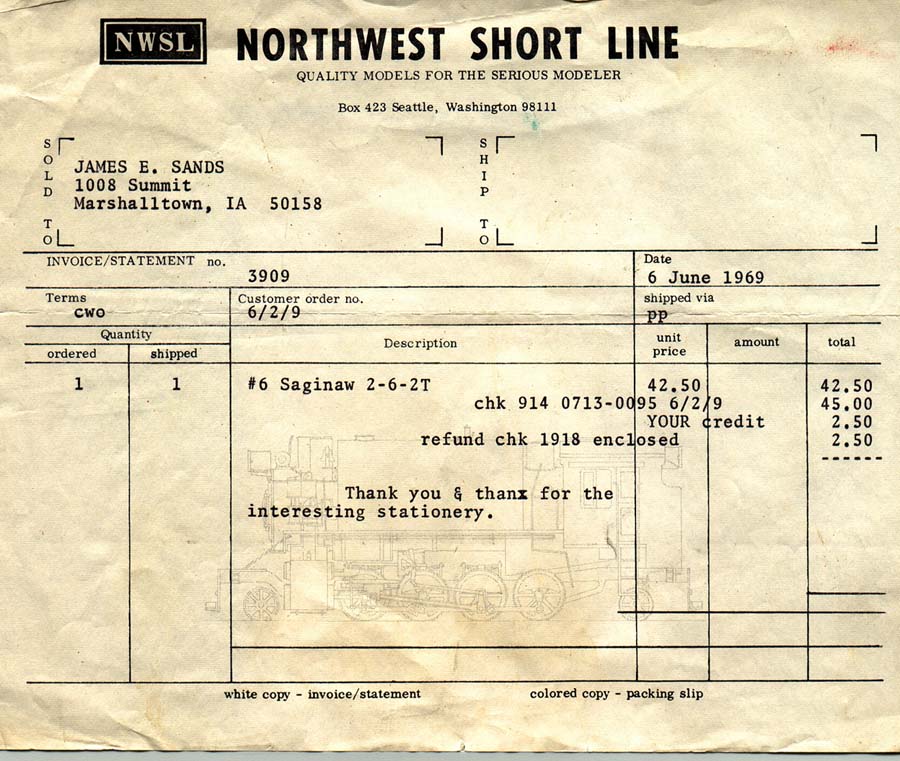 NWSL NORTHWEST SHORT LINE
QUALITY MODELS FOR THE SERIOUS MODELER
Box 423 Seattle, Washington 98111
SOLD TO
JAMES E. SANDS
1008 Summit
Marshalltown, IA 50158
SHIP TO
INVOICE/STATEMENT no.
3909
Date
6 June 1969
Terms
CWO
Customer order no.
6/2/9
shipped via
pp
Quantity
ordered shipped
Description
unit
price
amount
total
1 1 #6 Saginaw 2-6-2T 42.50 42.50
chk 914 0713-0095 6/2/9 45.00
YOUR credit 2.50
refund chk 1918 enclosed 2.50
------
Thank you & thanx for the
interesting stationery.
white copy - invoice/statement colored copy - packing slip